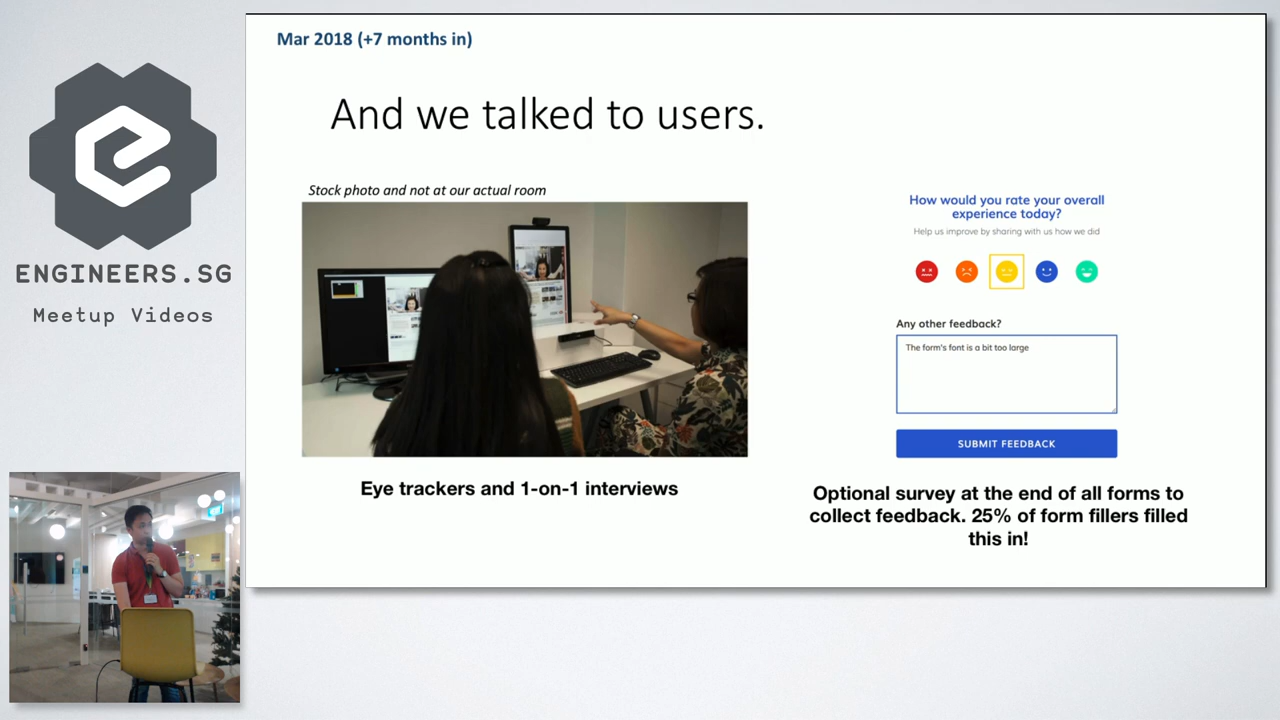 Mar 2018 (+7 months in)
And we talked to users.
Stock photo and not at our actual room
How would you rate your overall
experience today?
Help us improve by sharing with us how we did
Any other feedback?
The form's font is a bit too large
SUBMIT FEEDBACK
Eye trackers and 1-on-1 interviews
Optional survey at the end of all forms to
collect feedback. 25% of form fillers filled
this in!
ENGINEERS.SG
Meetup Videos